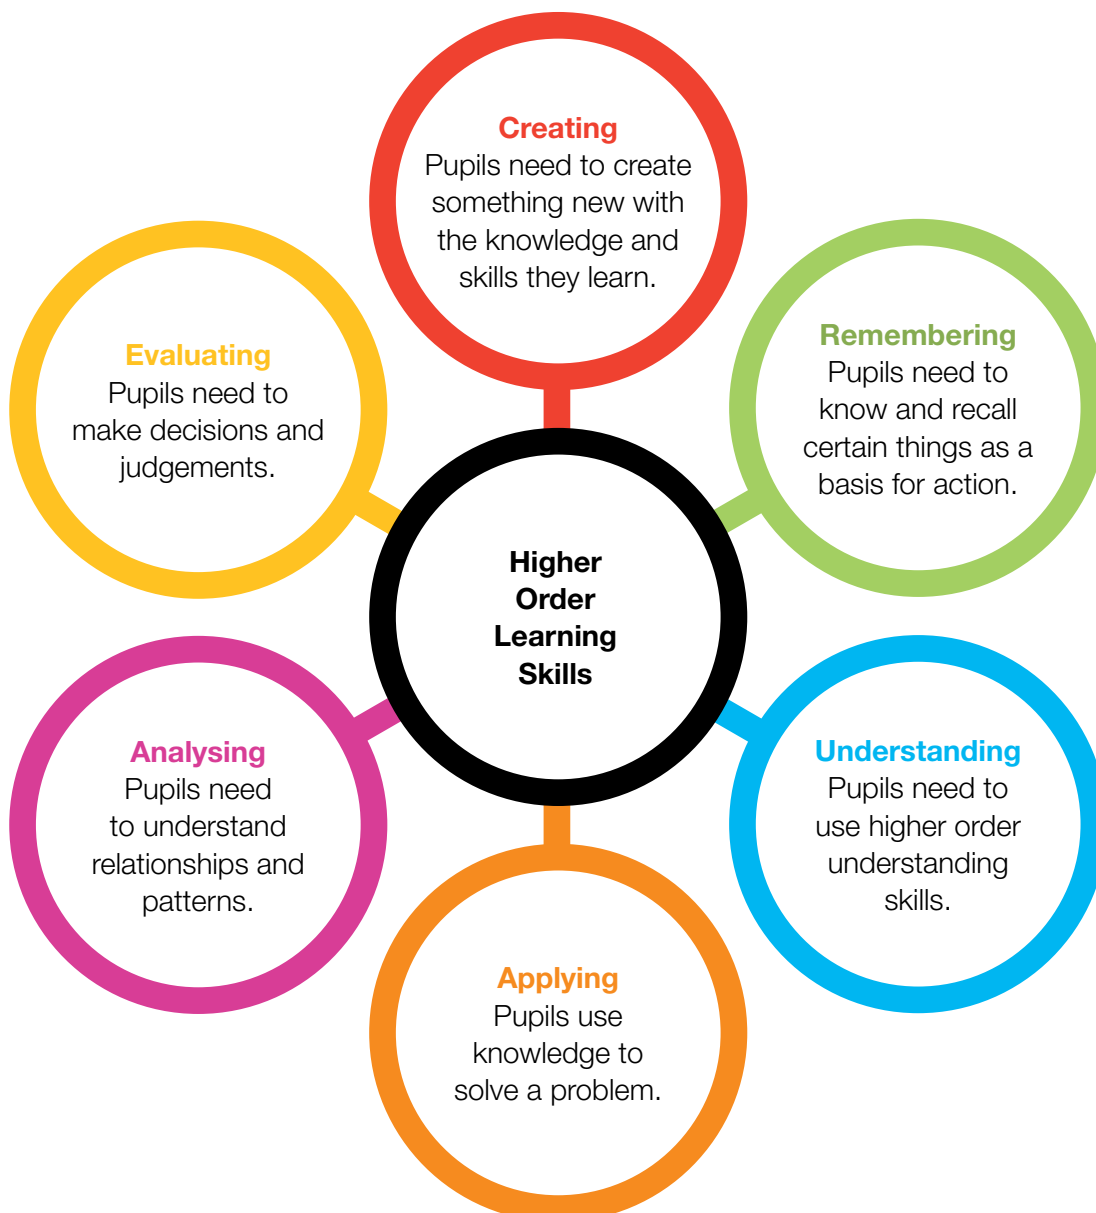 Creating
Pupils need to create
something new with
the knowledge and
skills they learn.
Remembering
Pupils need to
know and recall
certain things as a
basis for action.
Understanding
Pupils need to
use higher order
understanding
skills.
Applying
Pupils use
knowledge to
solve a problem.
Analysing
Pupils need
to understand
relationships and
patterns.
Evaluating
Pupils need to
make decisions and
judgements.
Higher
Order
Learning
Skills